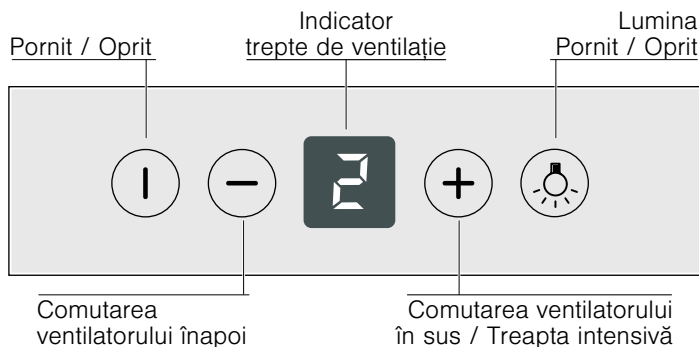 Indicator
trepte de ventilație
Lumina
Pornit / Oprit
Pornit / Oprit
2
Comutarea
ventilatorului înapoi
Comutarea ventilatorului
în sus / Treapta intensivă